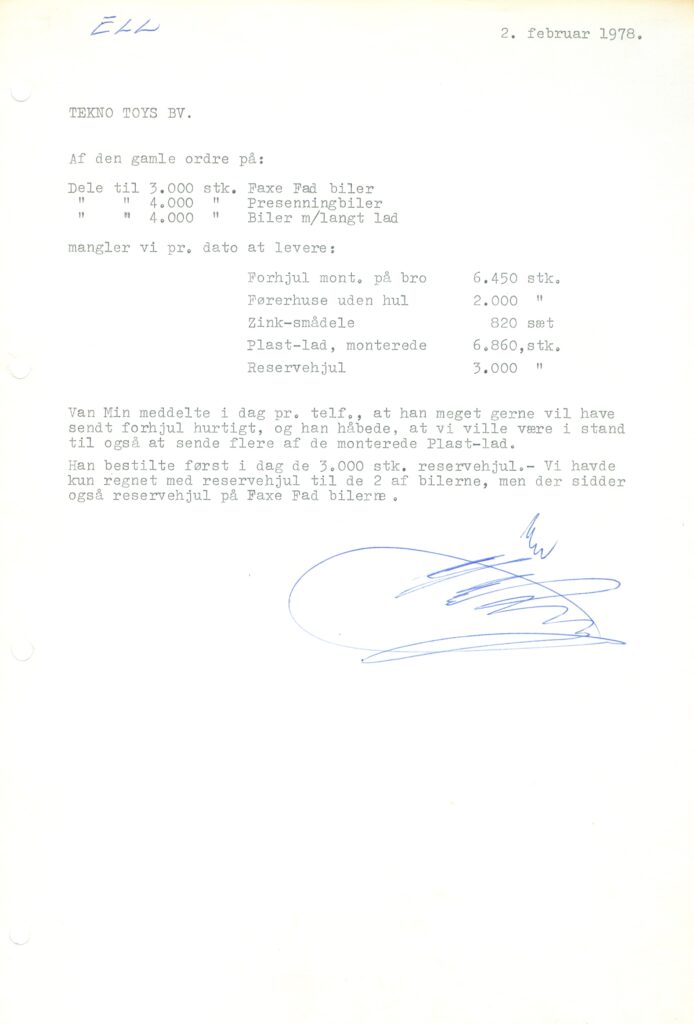 ELL
2. februar 1978.
TEKNO TOYS BV.
Af den gamle ordre på:
Dele til 3.000 stk. Faxe Fad biler
" " 4.000 " Presenningbiler
" " 4.000 " Biler m/langt lad
mangler vi pr. dato at levere:
Forhjul mont. på bro 6.450 stk.
Førerhuse uden hul 2.000 "
Zink-smådele 820 sæt
Plast-lad, monterede 6.860,stk.
Reservehjul 3.000 "
Van Min meddelte i dag pr. telf., at han meget gerne vil have
sendt forhjul hurtigt, og han håbede, at vi ville være i stand
til også at sende flere af de monterede Plast-lad.
Han bestilte først i dag de 3.000 stk. reservehjul.- Vi havde
kun regnet med reservehjul til de 2 af bilerne, men der sidder
også reservehjul på Faxe Fad bilerne.